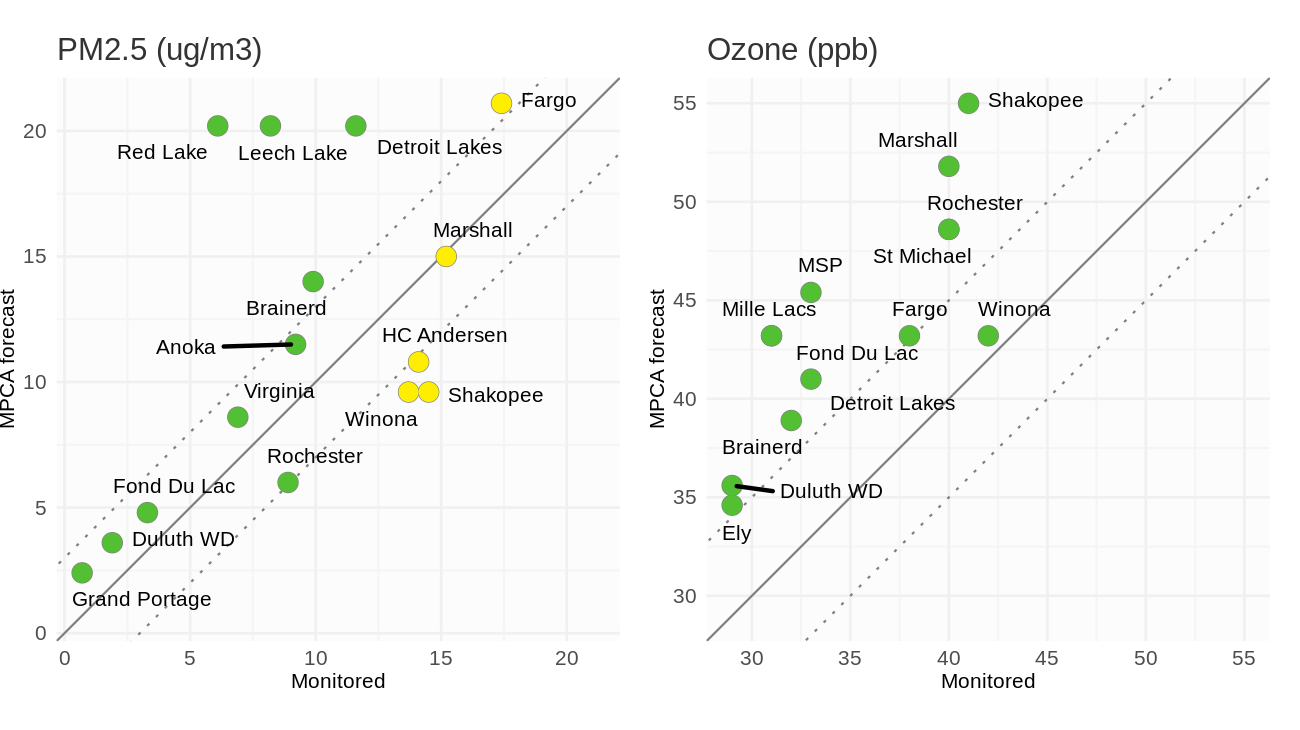 PM2.5 (ug/m3)
Fargo
Red Lake
Leech Lake
Detroit Lakes
Marshall
Brainerd
HC Andersen
Anoka
Virginia
Shakopee
Winona
Rochester
Fond Du Lac
Duluth WD
Grand Portage
20
15
10
5
0
MPCA forecast
0 5 10 15 20
Monitored
Ozone (ppb)
Shakopee
Marshall
Rochester
St Michael
MSP
Mille Lacs
Fargo
Winona
Fond Du Lac
Detroit Lakes
Brainerd
Duluth WD
Ely
55
50
45
40
35
30
MPCA forecast
30 35 40 45 50 55
Monitored